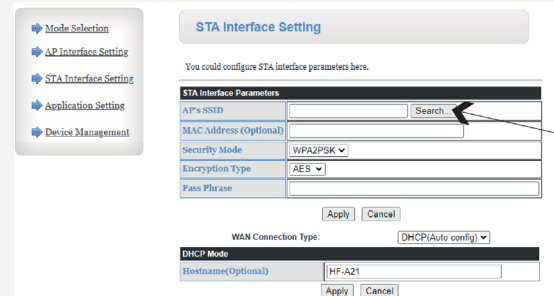 Mode Selection
AP Interface Setting
STA Interface Setting
Application Setting
Device Management
STA Interface Setting
You could configure STA interface parameters here.
STA Interface Parameters
AP's SSID Search...
MAC Address (Optional)
Security Mode WPA2PSK
Encryption Type AES
Pass Phrase
Apply Cancel
WAN Connection Type: DHCP(Auto config)
DHCP Mode
Hostname(Optional) HF-A21
Apply Cancel